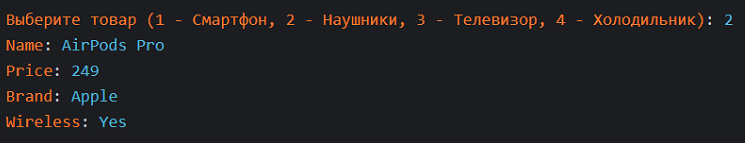 Выберите товар (1 - Смартфон, 2 - Наушники, 3 - Телевизор, 4 - Холодильник): 2
Name: AirPods Pro
Price: 249
Brand: Apple
Wireless: Yes